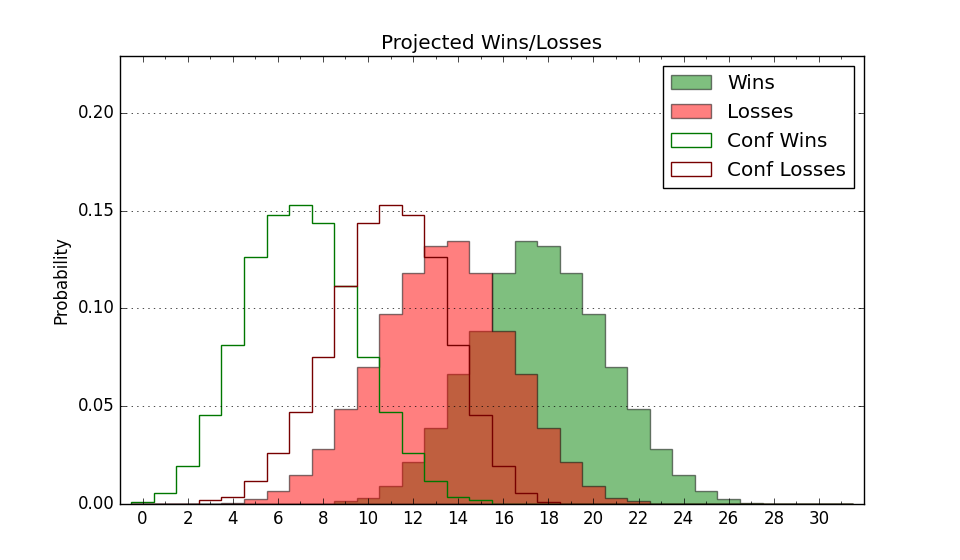 Projected Wins/Losses
Wins
Losses
Conf Wins
Conf Losses
Probability
0.20
0.15
0.10
0.05
0.00
0 2 4 6 8 10 12 14 16 18 20 22 24 26 28 30